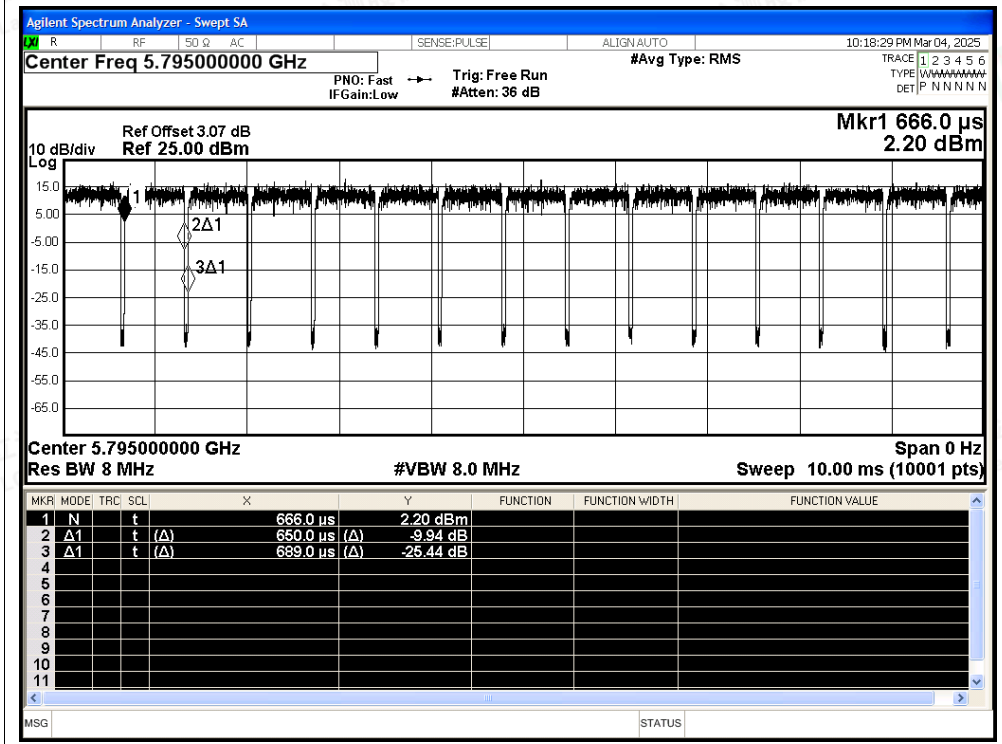 Agilent Spectrum Analyzer - Swept SA
LXI R RF 50 Ω AC SENSE:PULSE ALIGN AUTO 10:18:29 PM Mar 04, 2025
Center Freq 5.795000000 GHz #Avg Type: RMS TRACE 1 2 3 4 5 6
PNO: Fast Trig: Free Run TYPE
IFGain:Low #Atten: 36 dB DET P N N N N N
Mkr1 666.0 µs
Ref Offset 3.07 dB
10 dB/div Ref 25.00 dBm 2.20 dBm
Log
15.0
1
5.00
2Δ1
-5.00
3Δ1
-15.0
-25.0
-35.0
-45.0
-55.0
-65.0
Center 5.795000000 GHz Span 0 Hz
Res BW 8 MHz #VBW 8.0 MHz Sweep 10.00 ms (10001 pts)
MKR MODE TRC SCL X Y FUNCTION FUNCTION WIDTH FUNCTION VALUE
1 N t 666.0 µs 2.20 dBm
2 Δ1 t (Δ) 650.0 µs (Δ) -9.94 dB
3 Δ1 t (Δ) 689.0 µs (Δ) -25.44 dB
4
5
6
7
8
9
10
11
MSG STATUS